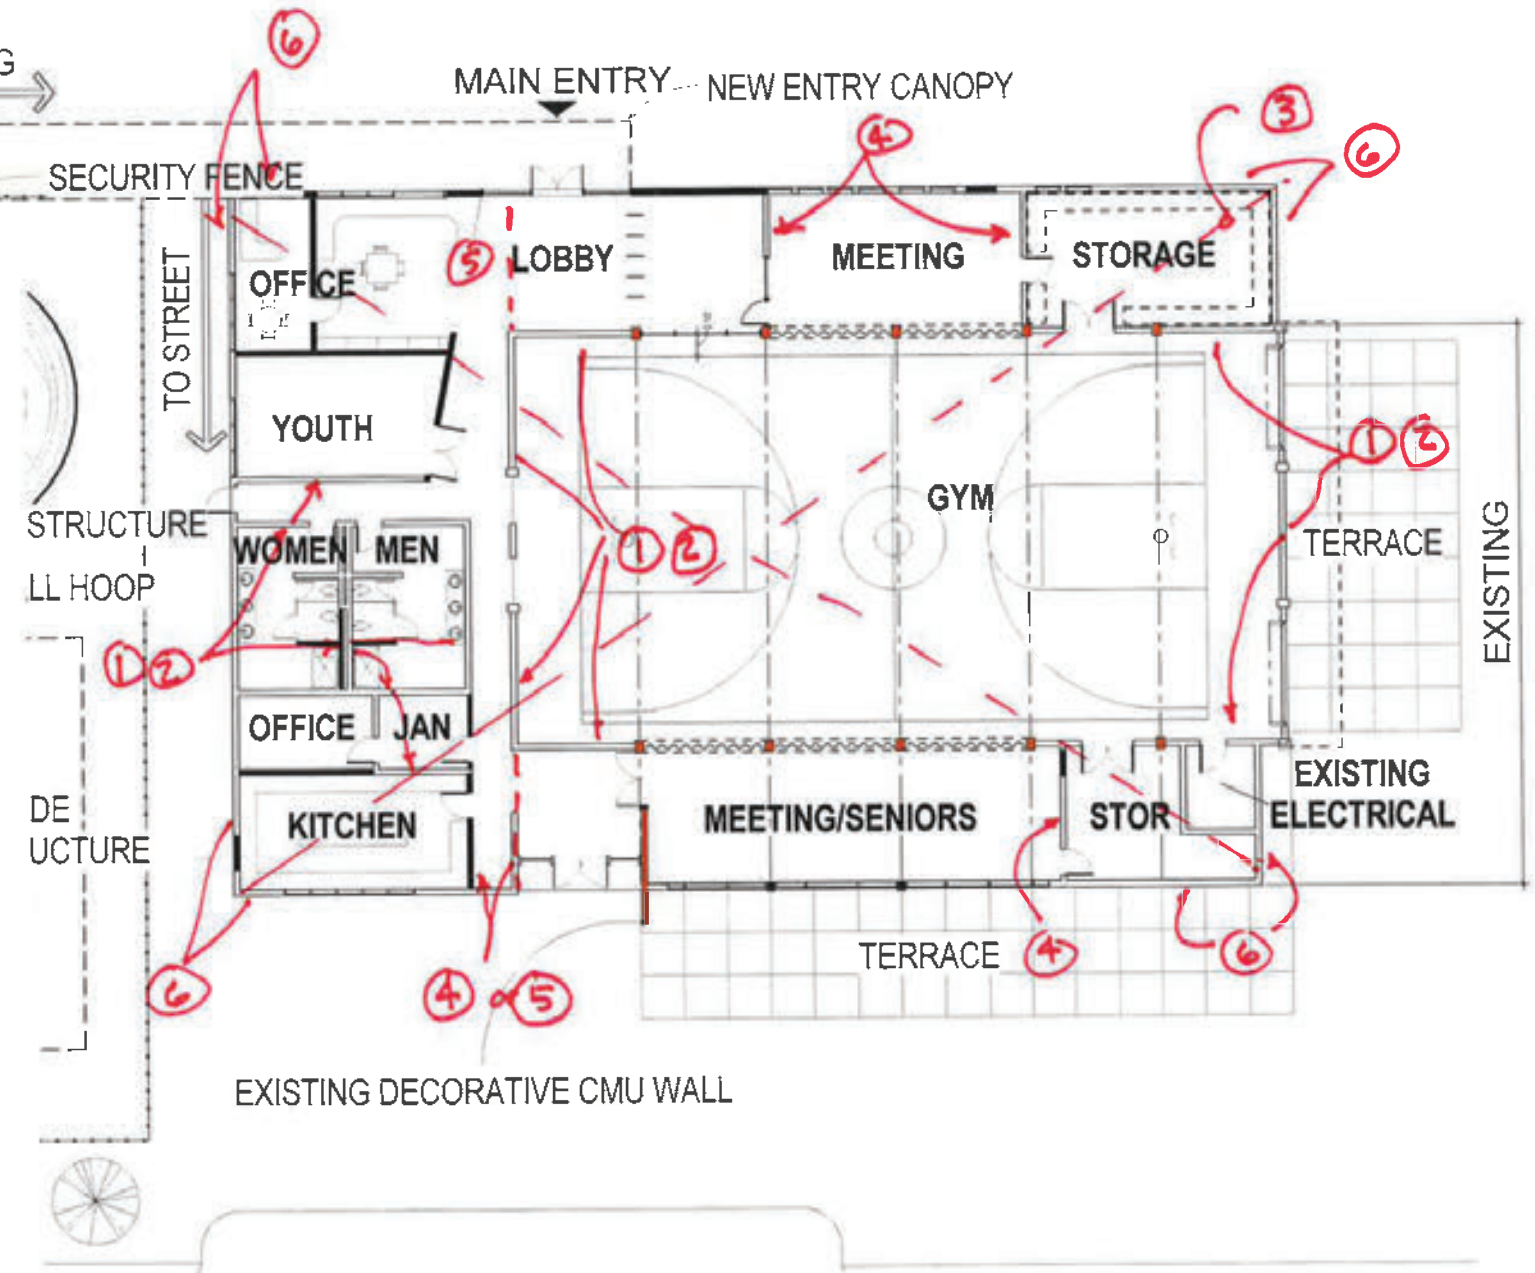 6
G
MAIN ENTRY
NEW ENTRY CANOPY
3
4
6
SECURITY FENCE
TO STREET
OFFICE
5
LOBBY
MEETING
STORAGE
YOUTH
GYM
1 2
STRUCTURE
WOMEN
MEN
1 2
TERRACE
EXISTING
LL HOOP
1 2
OFFICE
JAN
EXISTING
ELECTRICAL
DE
UCTURE
KITCHEN
MEETING/SENIORS
STOR
TERRACE
4
6
6
4 or 5
EXISTING DECORATIVE CMU WALL